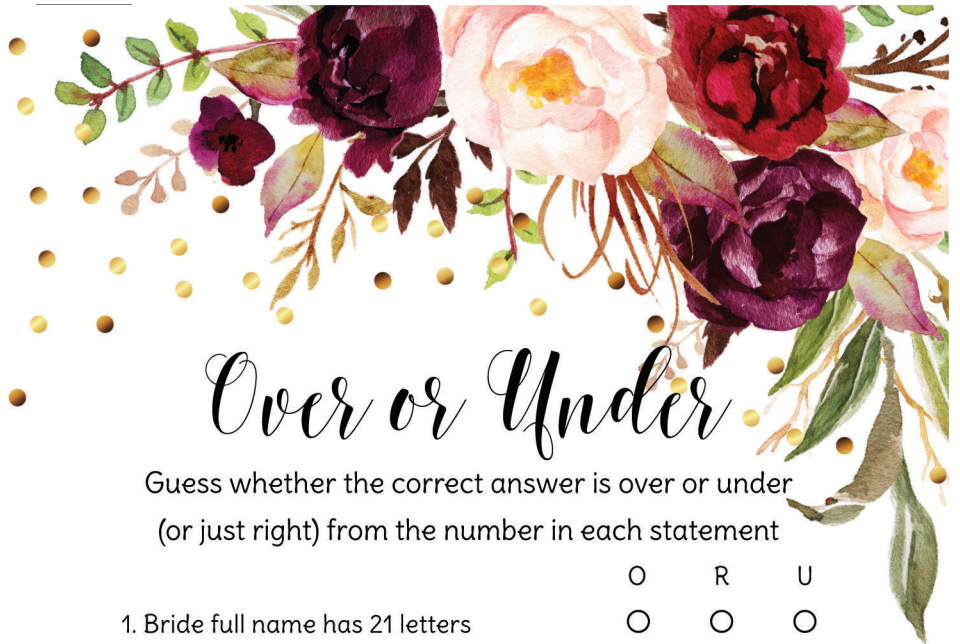 Over or Under
Guess whether the correct answer is over or under
(or just right) from the number in each statement
O R U
1. Bride full name has 21 letters